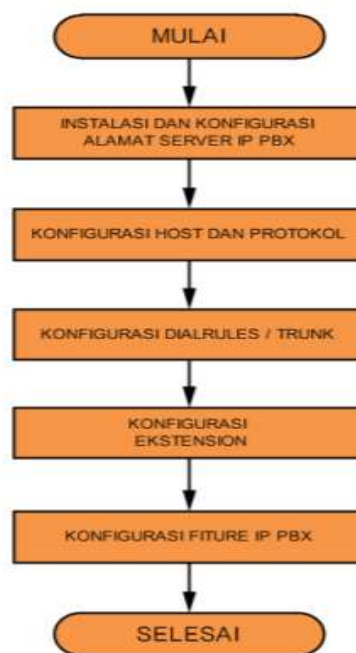 MULAI
INSTALASI DAN KONFIGURASI
ALAMAT SERVER IP PBX
KONFIGURASI HOST DAN PROTOKOL
KONFIGURASI DIALRULES / TRUNK
KONFIGURASI
EKSTENSION
KONFIGURASI FITURE IP PBX
SELESAI